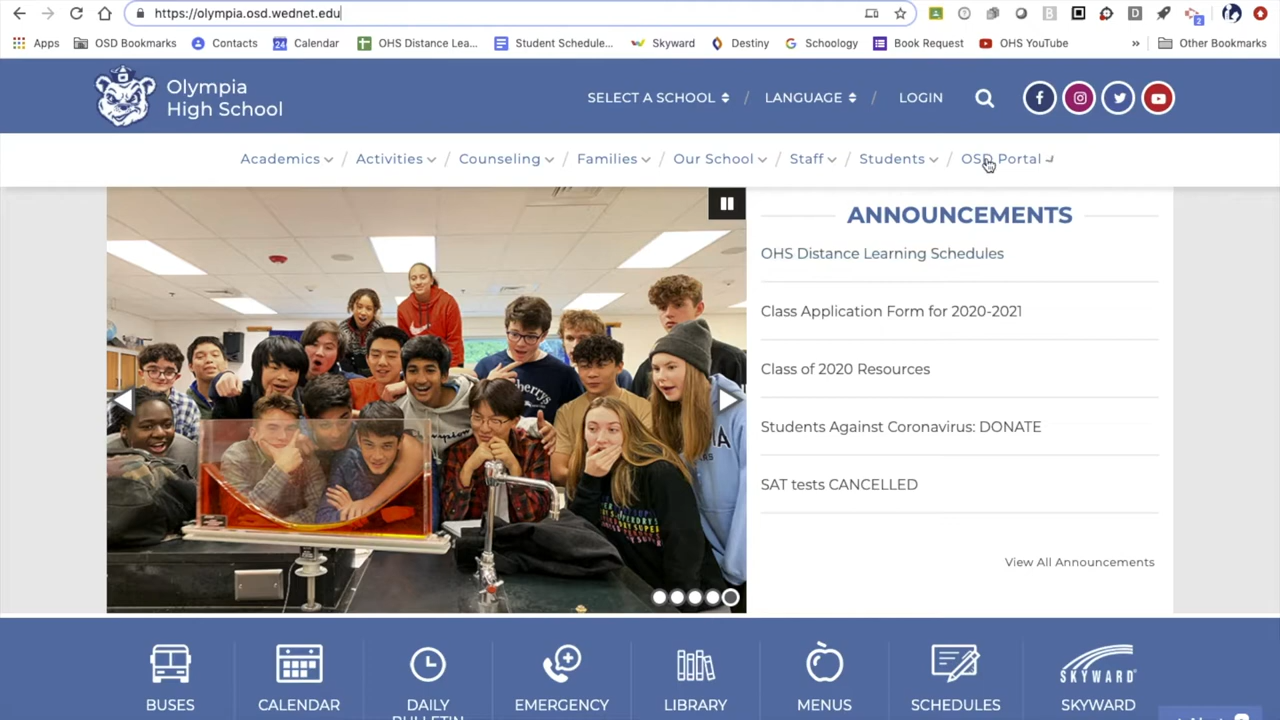 https://olympia.osd.wednet.edu
Apps OSD Bookmarks Contacts Calendar OHS Distance Lea... Student Schedule... Skyward Destiny Schoology Book Request OHS YouTube » Other Bookmarks
Olympia
High School
SELECT A SCHOOL / LANGUAGE / LOGIN
Academics / Activities / Counseling / Families / Our School / Staff / Students / OSD Portal
ANNOUNCEMENTS
OHS Distance Learning Schedules
Class Application Form for 2020-2021
Class of 2020 Resources
Students Against Coronavirus: DONATE
SAT tests CANCELLED
View All Announcements
SKYWARD
BUSES CALENDAR DAILY EMERGENCY LIBRARY MENUS SCHEDULES SKYWARD
BULLETIN